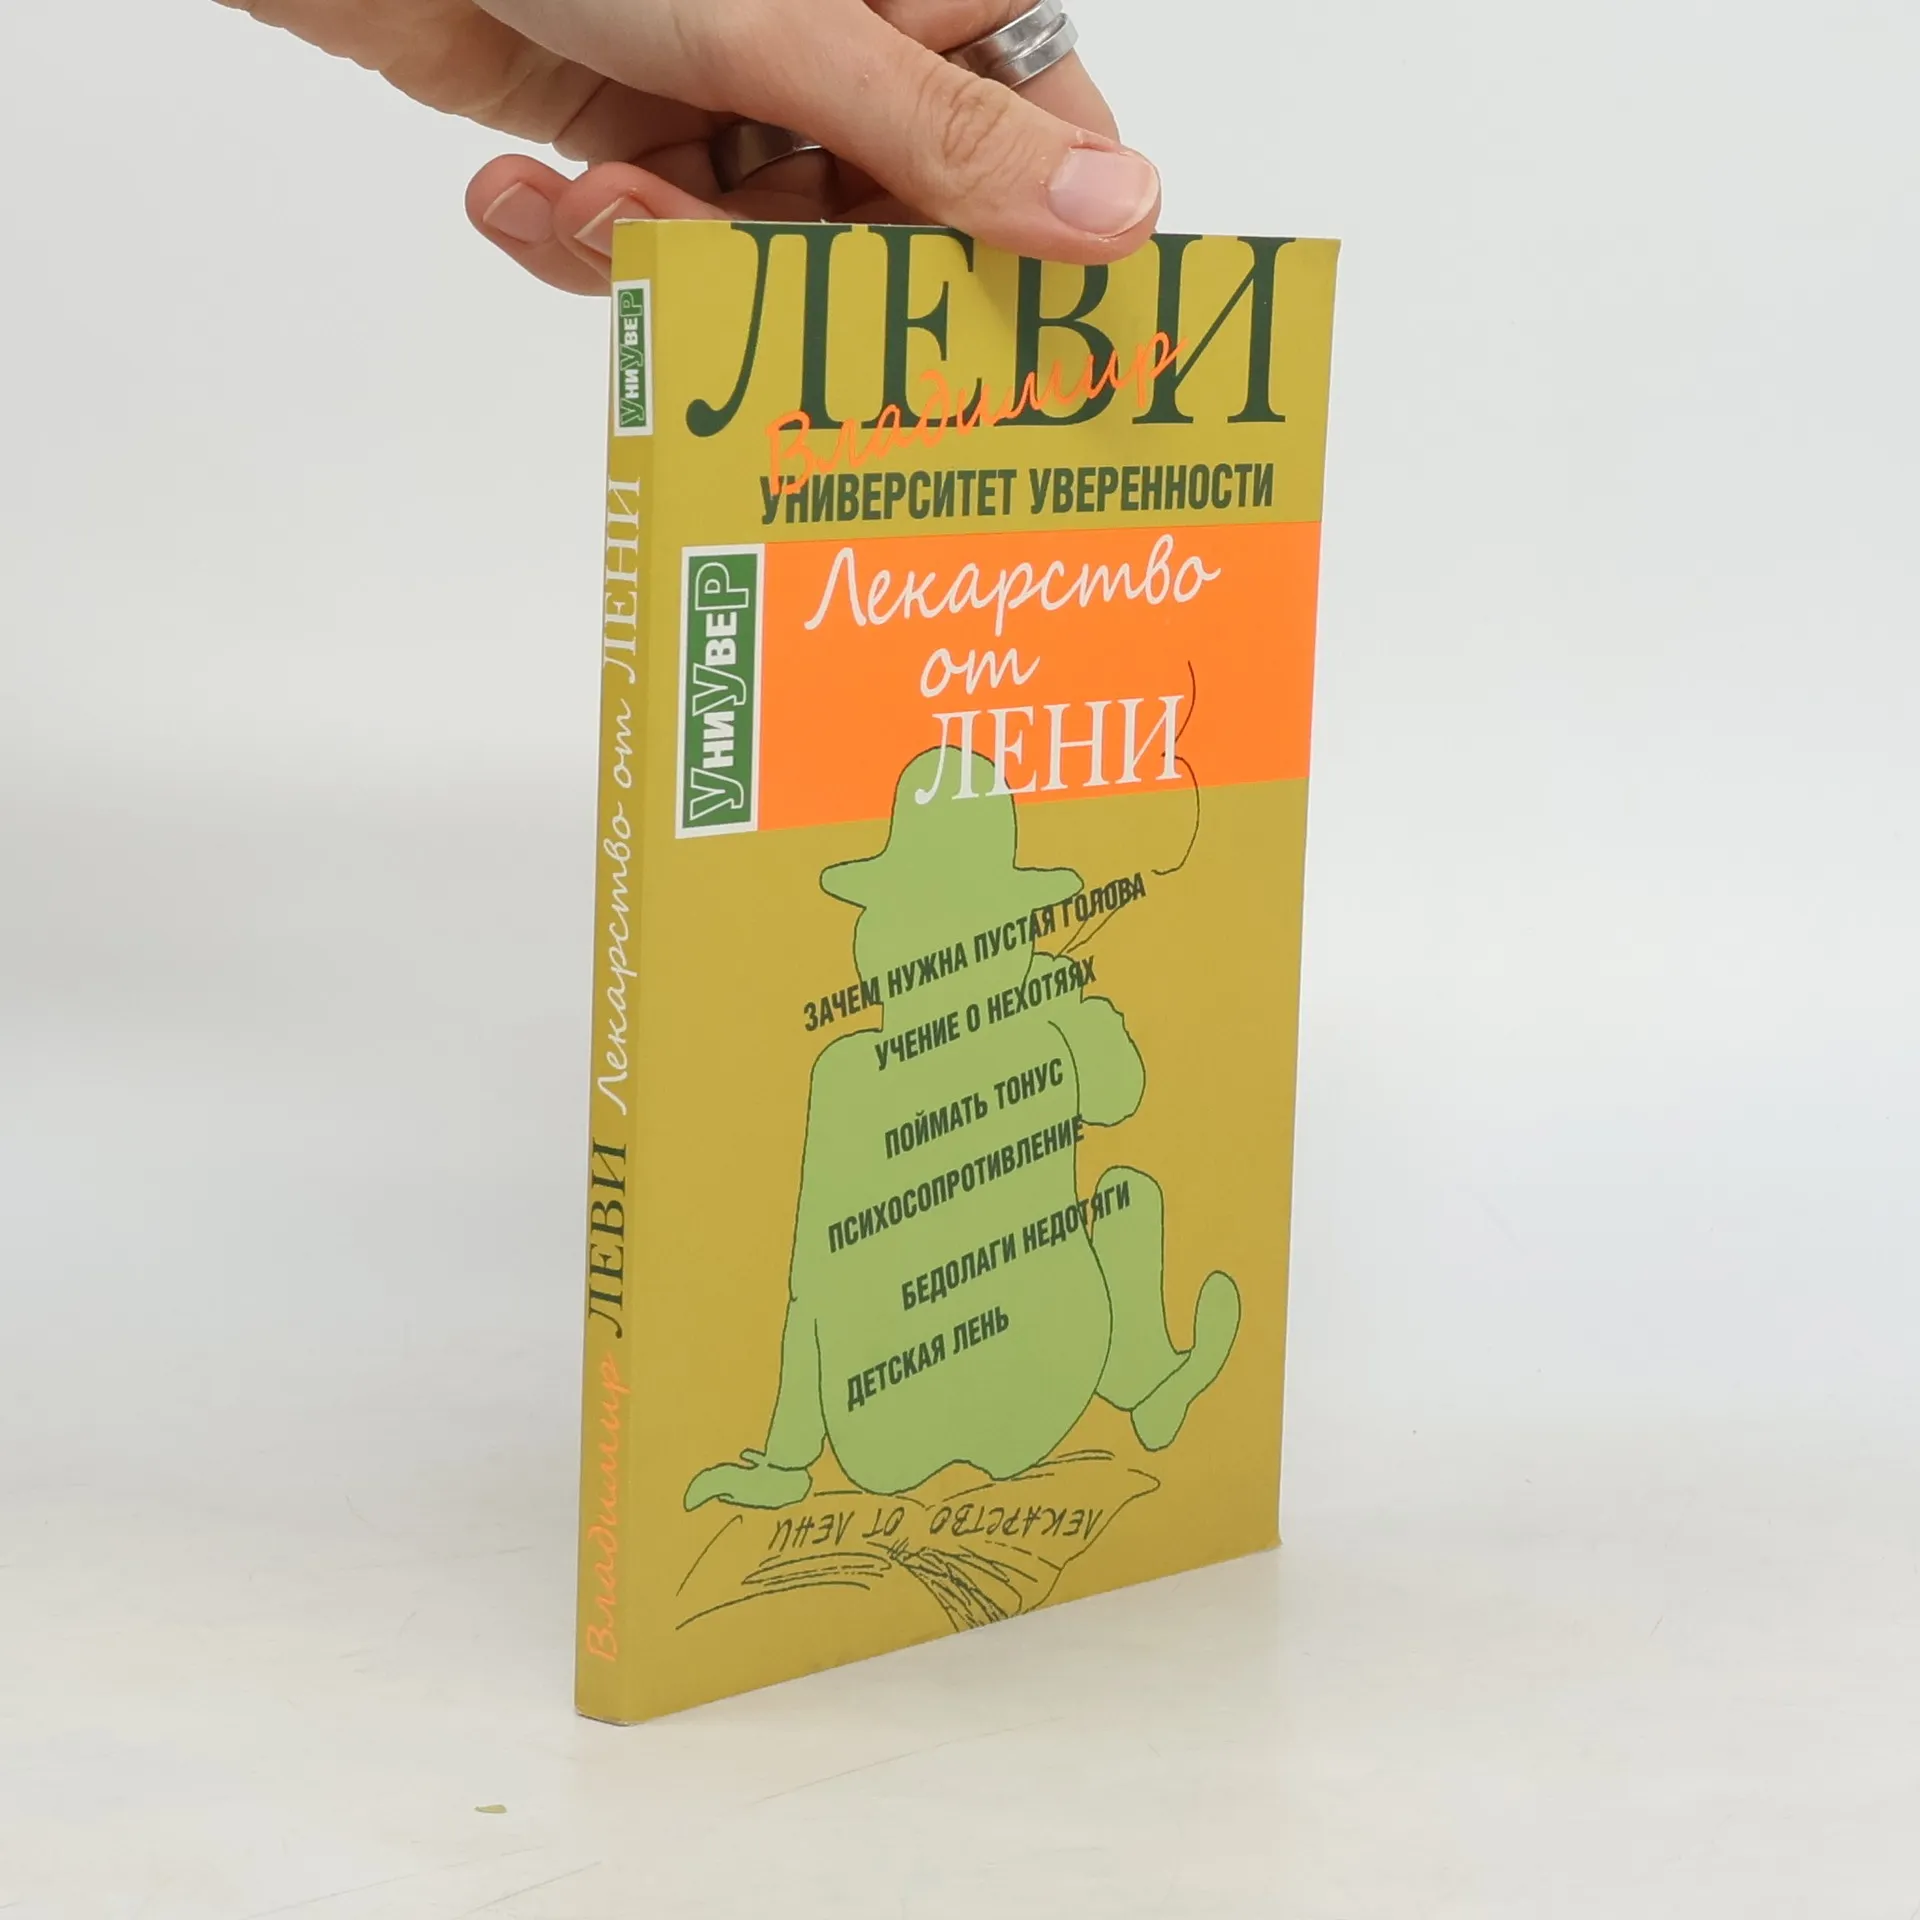 ЛЕВИ
Владимир
УНИВЕРСИТЕТ УВЕРЕННОСТИ
УниУвеР
Лекарство
от
ЛЕНИ
ЗАЧЕМ НУЖНА ПУСТАЯ ГОЛОВА
УЧЕНИЕ О НЕХОТЯЯХ
ПОЙМАТЬ ТОНУС
ПСИХОСОПРОТИВЛЕНИЕ
БЕДОЛАГИ НЕДОТЯГИ
ДЕТСКАЯ ЛЕНЬ
ЛЕКАРСТВО ОТ ЛЕНИ
Владимир ЛЕВИ Лекарство от ЛЕНИ УниУвеР